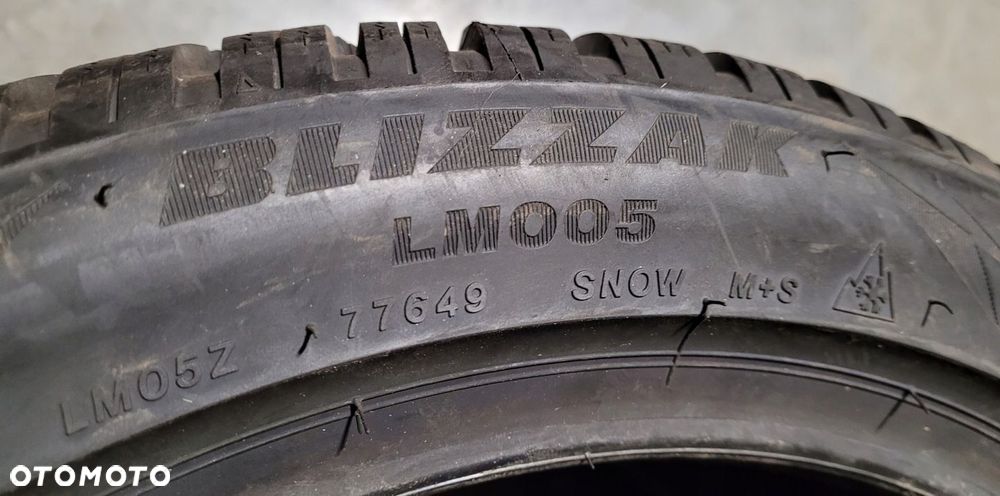 BLIZZAK
LM005
LM05Z 77649 SNOW M+S
OTOMOTO